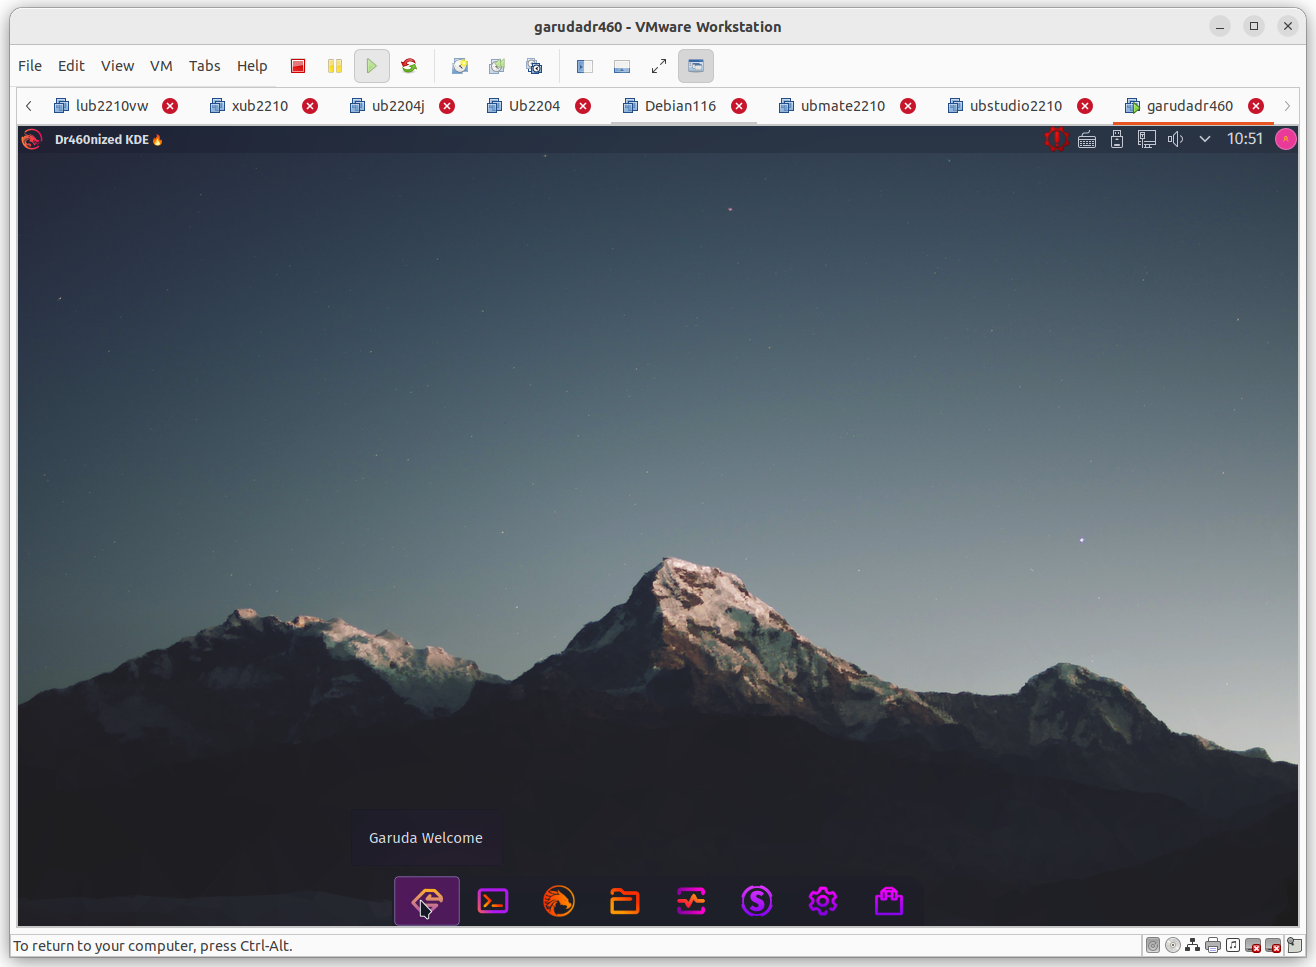 garudadr460 - VMware Workstation
File Edit View VM Tabs Help
lub2210vw xub2210 ub2204j Ub2204 Debian116 ubmate2210 ubstudio2210 garudadr460
Dr460nized KDE 🔥 10:51
Garuda Welcome
To return to your computer, press Ctrl-Alt.